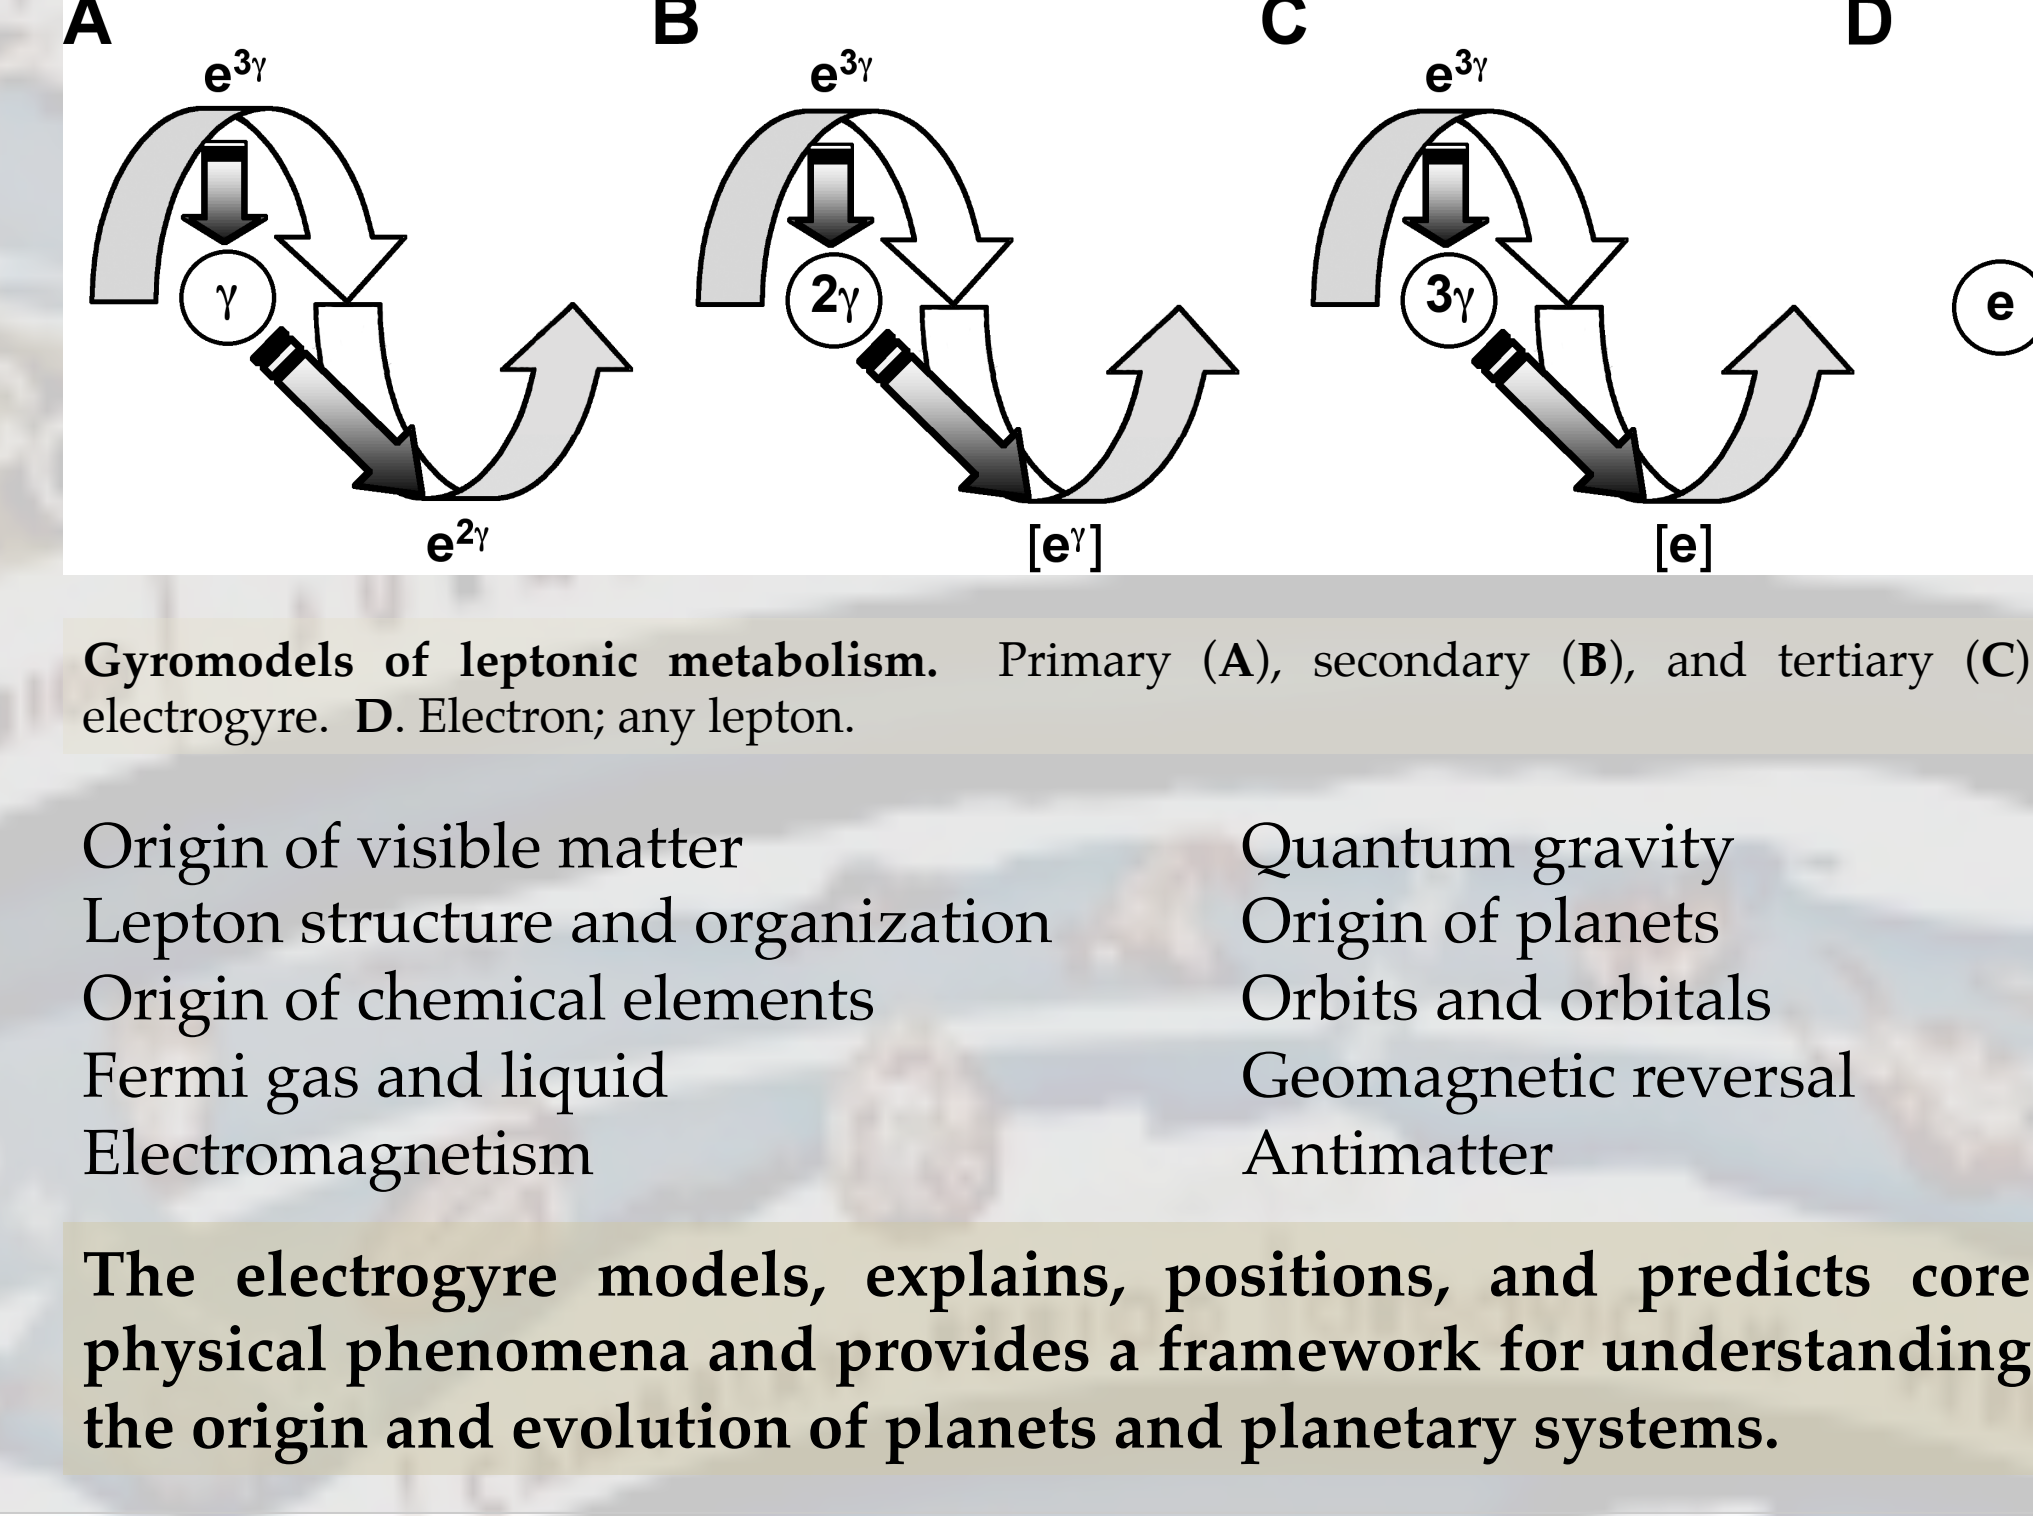 A B C D
e³ᵞ e³ᵞ e³ᵞ
γ 2γ 3γ e
e²ᵞ [eᵞ] [e]
Gyromodels of leptonic metabolism. Primary (A), secondary (B), and tertiary (C)
electrogyre. D. Electron; any lepton.
Origin of visible matter
Lepton structure and organization
Origin of chemical elements
Fermi gas and liquid
Electromagnetism
Quantum gravity
Origin of planets
Orbits and orbitals
Geomagnetic reversal
Antimatter
The electrogyre models, explains, positions, and predicts core
physical phenomena and provides a framework for understanding
the origin and evolution of planets and planetary systems.